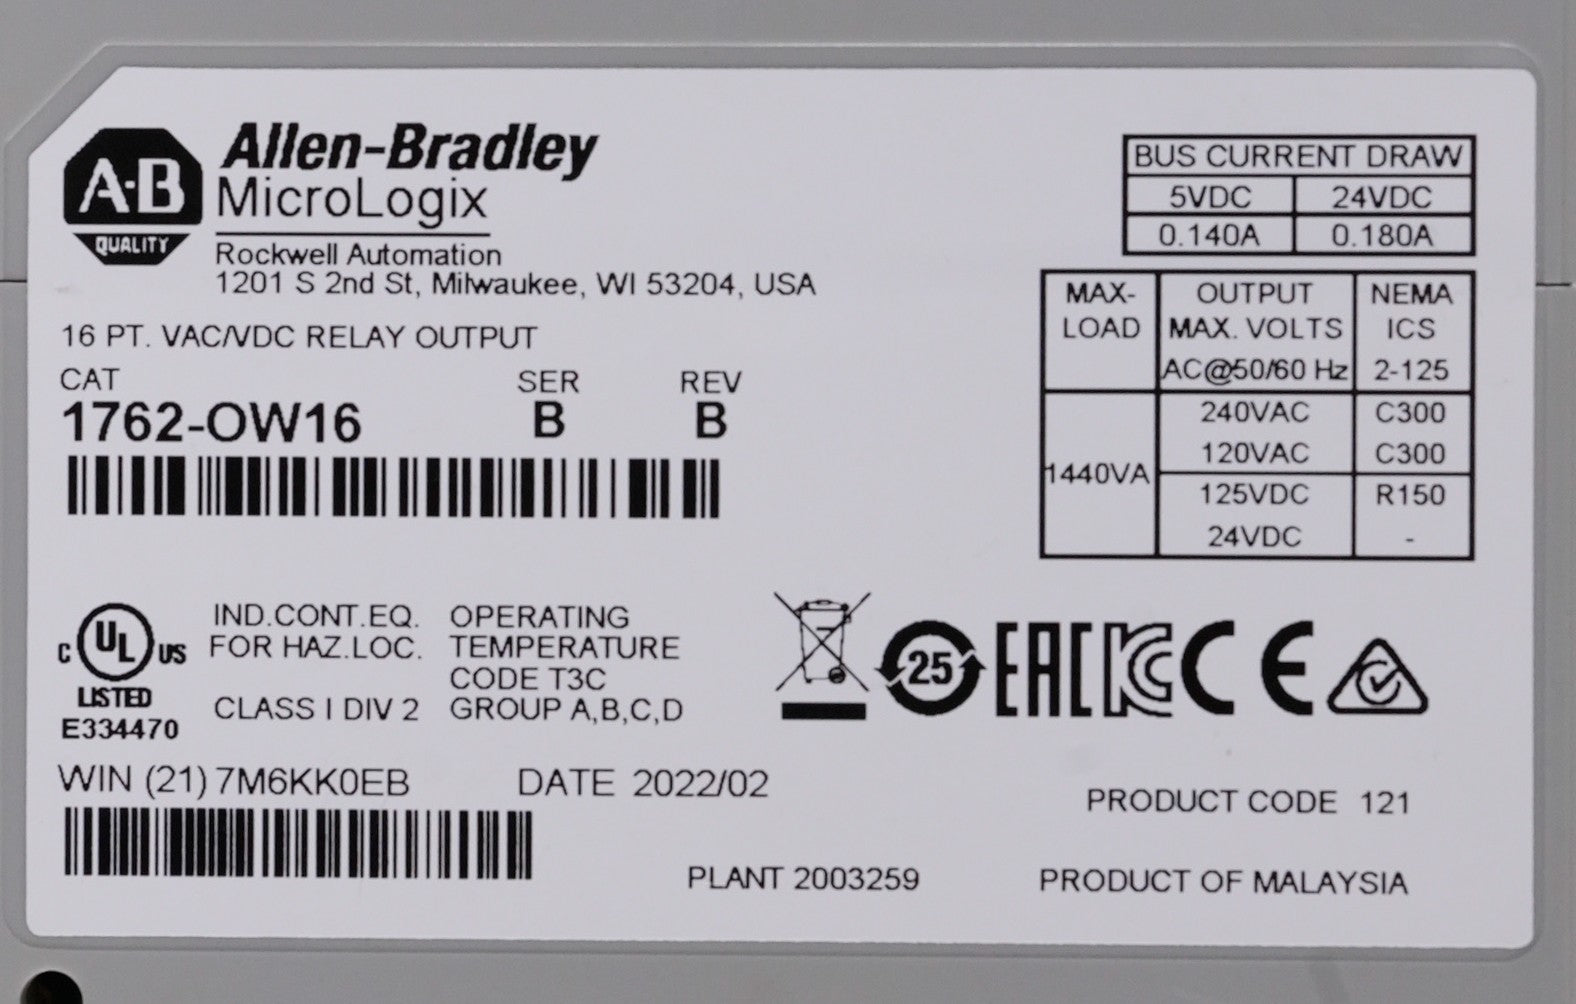 A-B
QUALITY
Allen-Bradley
MicroLogix
Rockwell Automation
1201 S 2nd St, Milwaukee, WI 53204, USA
16 PT. VAC/VDC RELAY OUTPUT
CAT SER REV
1762-OW16 B B
BUS CURRENT DRAW
5VDC 24VDC
0.140A 0.180A
MAX- OUTPUT NEMA
LOAD MAX. VOLTS ICS
AC@50/60 Hz 2-125
240VAC C300
120VAC C300
1440VA
125VDC R150
24VDC -
C UL US
LISTED
E334470
IND.CONT.EQ.
FOR HAZ.LOC.
CLASS I DIV 2
OPERATING
TEMPERATURE
CODE T3C
GROUP A,B,C,D
25 EAC KC CE
WIN (21) 7M6KK0EB DATE 2022/02
PRODUCT CODE 121
PLANT 2003259
PRODUCT OF MALAYSIA